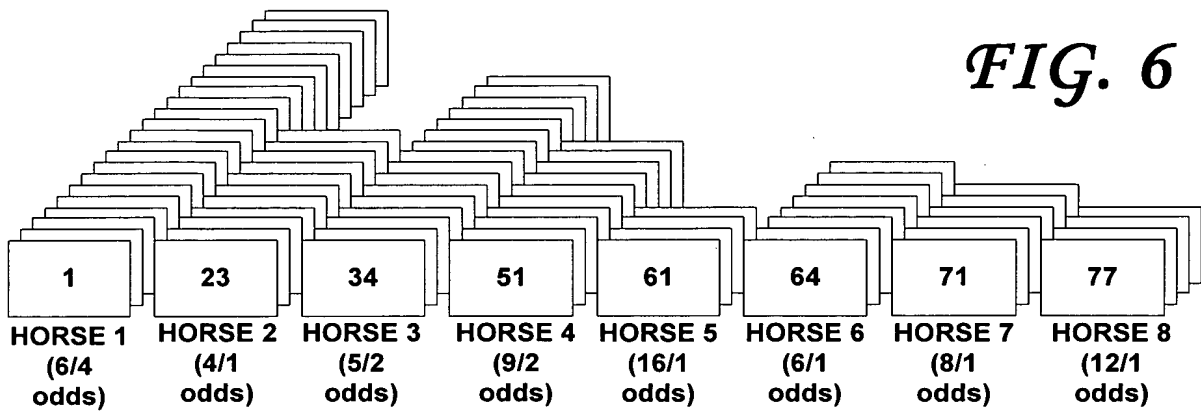 FIG. 6
1 23 34 51 61 64 71 77
HORSE 1 HORSE 2 HORSE 3 HORSE 4 HORSE 5 HORSE 6 HORSE 7 HORSE 8
(6/4 (4/1 (5/2 (9/2 (16/1 (6/1 (8/1 (12/1
odds) odds) odds) odds) odds) odds) odds) odds)